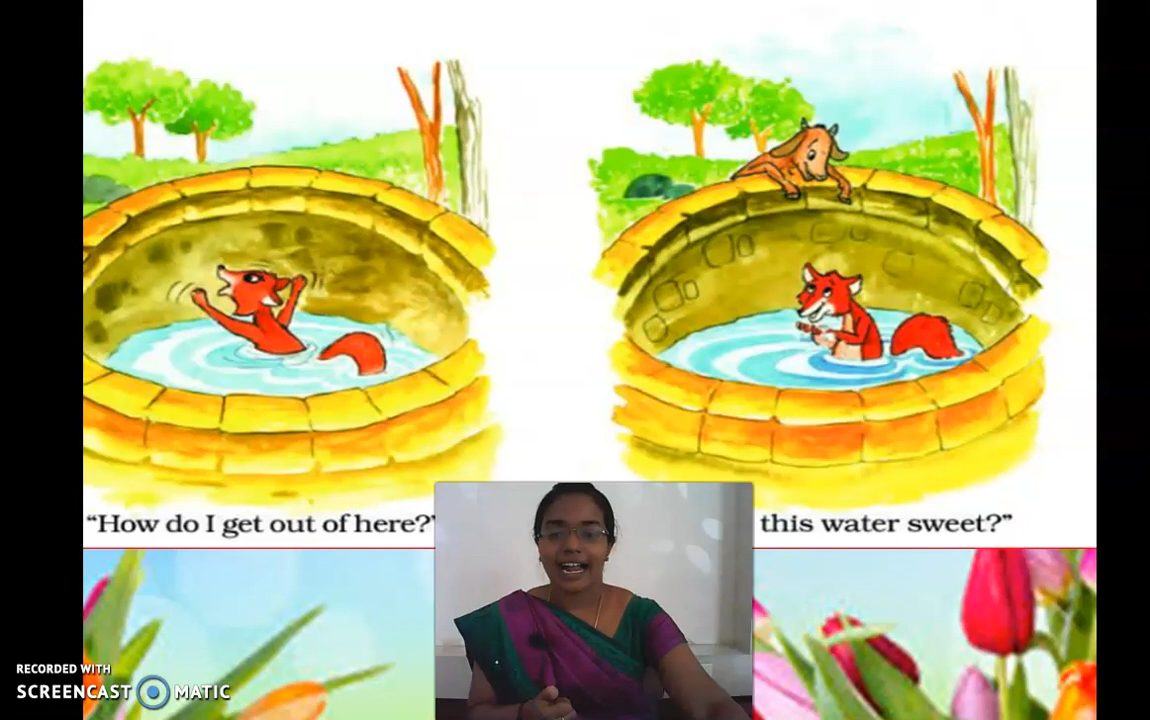 “How do I get out of here?”
this water sweet?”
RECORDED WITH
SCREENCAST MATIC